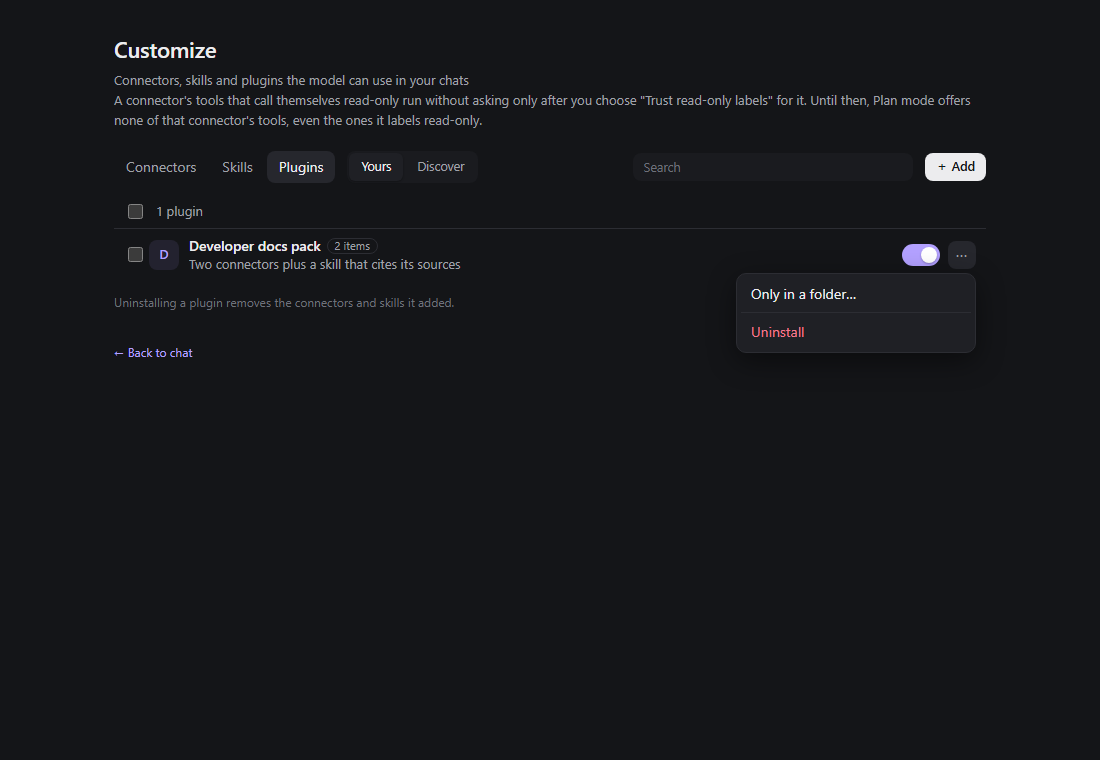 Customize
Connectors, skills and plugins the model can use in your chats
A connector's tools that call themselves read-only run without asking only after you choose "Trust read-only labels" for it. Until then, Plan mode offers
none of that connector's tools, even the ones it labels read-only.
Connectors Skills Plugins Yours Discover Search + Add
1 plugin
D Developer docs pack 2 items ...
Two connectors plus a skill that cites its sources
Only in a folder...
Uninstalling a plugin removes the connectors and skills it added.
Uninstall
← Back to chat